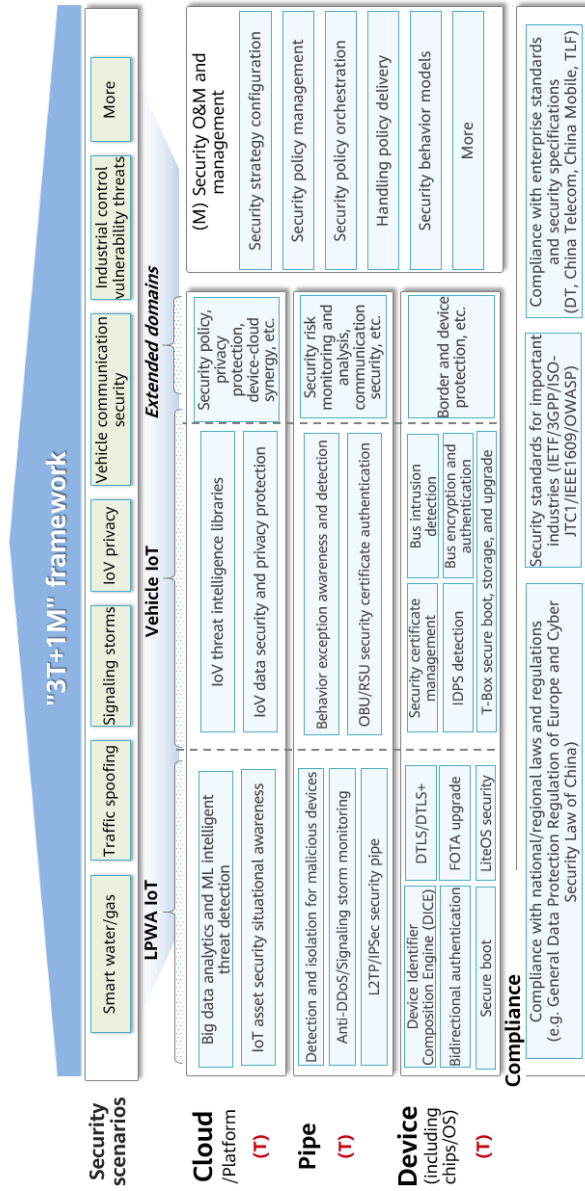 "3T+1M" framework
Security
scenarios
Smart water/gas
Traffic spoofing
Signaling storms
IoV privacy
Vehicle communication
security
Industrial control
vulnerability threats
More
LPWA IoT
Vehicle IoT
Extended domains
Cloud
/Platform
(T)
Big data analytics and ML intelligent
threat detection
IoT asset security situational awareness
IoV threat intelligence libraries
IoV data security and privacy protection
Security policy,
privacy
protection,
device-cloud
synergy, etc.
Pipe
(T)
Detection and isolation for malicious devices
Anti-DDoS/Signaling storm monitoring
L2TP/IPSec security pipe
Behavior exception awareness and detection
OBU/RSU security certificate authentication
Security risk
monitoring and
analysis,
communication
security, etc.
Device
(including
chips/OS)
(T)
Device Identifier
Composition Engine (DICE)
Bidirectional authentication
Secure boot
DTLS/DTLS+
FOTA upgrade
LiteOS security
Security certificate
management
IDPS detection
Bus intrusion
detection
Bus encryption and
authentication
T-Box secure boot, storage, and upgrade
Border and device
protection, etc.
(M) Security O&M and
management
Security strategy configuration
Security policy management
Security policy orchestration
Handling policy delivery
Security behavior models
More
Compliance
Compliance with national/regional laws and regulations
(e.g. General Data Protection Regulation of Europe and Cyber
Security Law of China)
Security standards for important
industries (IETF/3GPP/ISO-
JTC1/IEEE1609/OWASP)
Compliance with enterprise standards
and security specifications
(DT, China Telecom, China Mobile, TLF)